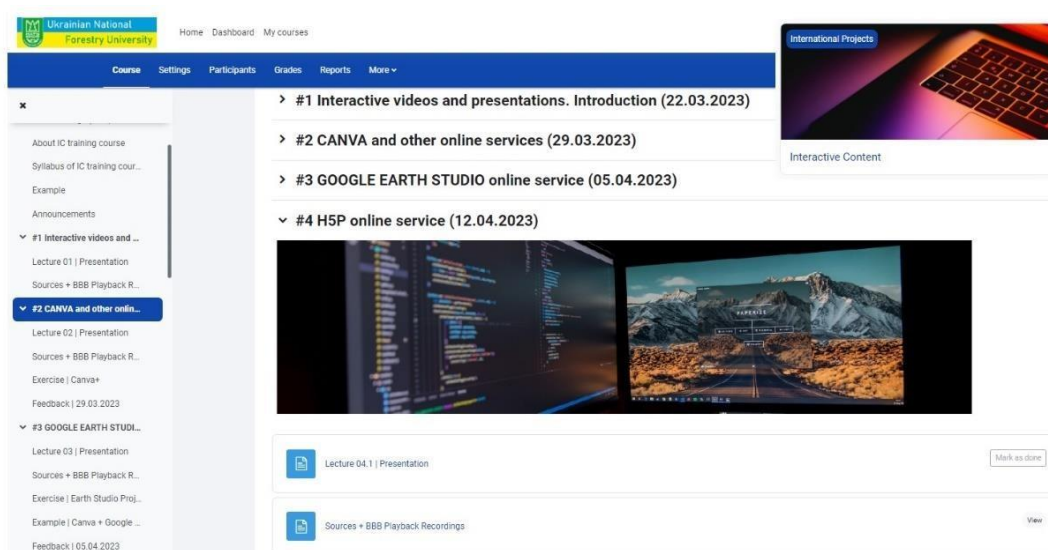 Ukrainian National
Forestry University
Home Dashboard My courses
International Projects
Interactive Content
Course Settings Participants Grades Reports More
About IC training course
Syllabus of IC training cour...
Example
Announcements
#1 Interactive videos and ...
Lecture 01 | Presentation
Sources + BBB Playback R...
#2 CANVA and other onlin...
Lecture 02 | Presentation
Sources + BBB Playback R...
Exercise | Canva+
Feedback | 29.03.2023
#3 GOOGLE EARTH STUDI...
Lecture 03 | Presentation
Sources + BBB Playback R...
Exercise | Earth Studio Proj...
Example | Canva + Google ...
Feedback | 05.04.2023
#1 Interactive videos and presentations. Introduction (22.03.2023)
#2 CANVA and other online services (29.03.2023)
#3 GOOGLE EARTH STUDIO online service (05.04.2023)
#4 H5P online service (12.04.2023)
Lecture 04.1 | Presentation
Mark as done
Sources + BBB Playback Recordings
View